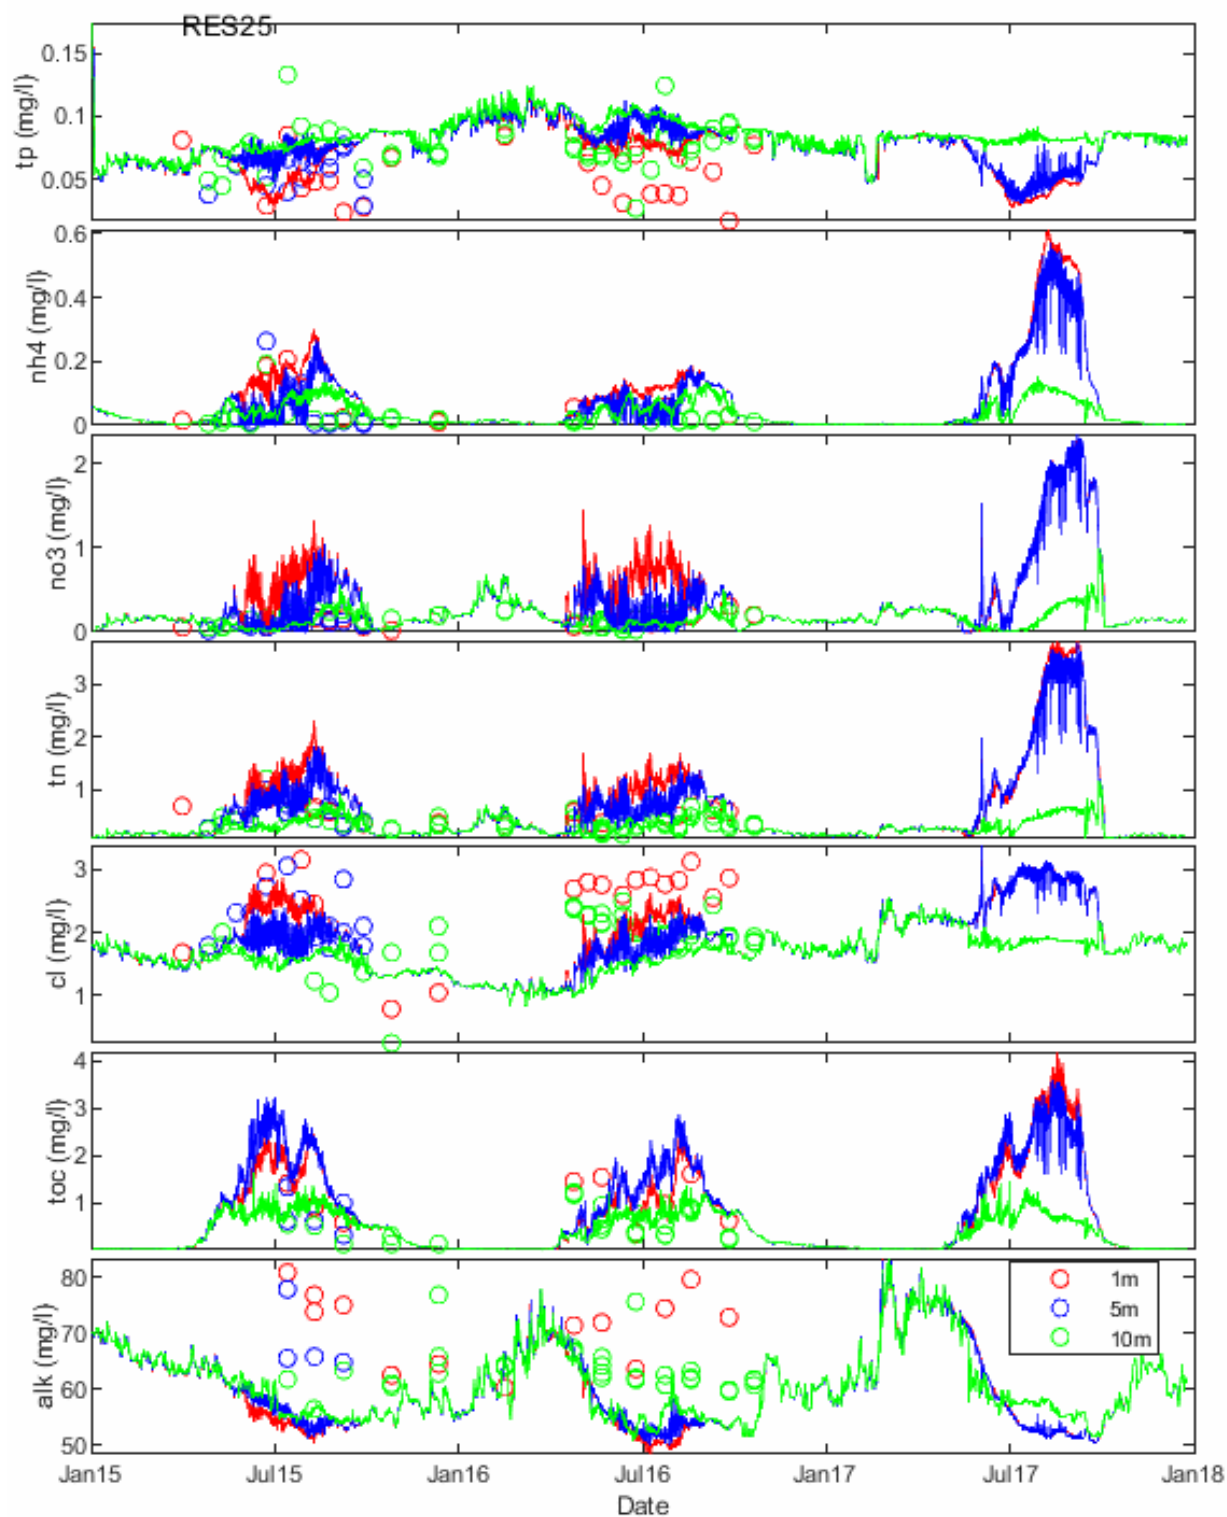 RES25
0.15
0.1
0.05
tp (mg/l)
0.6
0.4
0.2
0
nh4 (mg/l)
2
1
0
no3 (mg/l)
3
2
1
tn (mg/l)
3
2
1
cl (mg/l)
4
3
2
1
toc (mg/l)
80
70
60
50
alk (mg/l)
1m
5m
10m
Jan15 Jul15 Jan16 Jul16 Jan17 Jul17 Jan18
Date